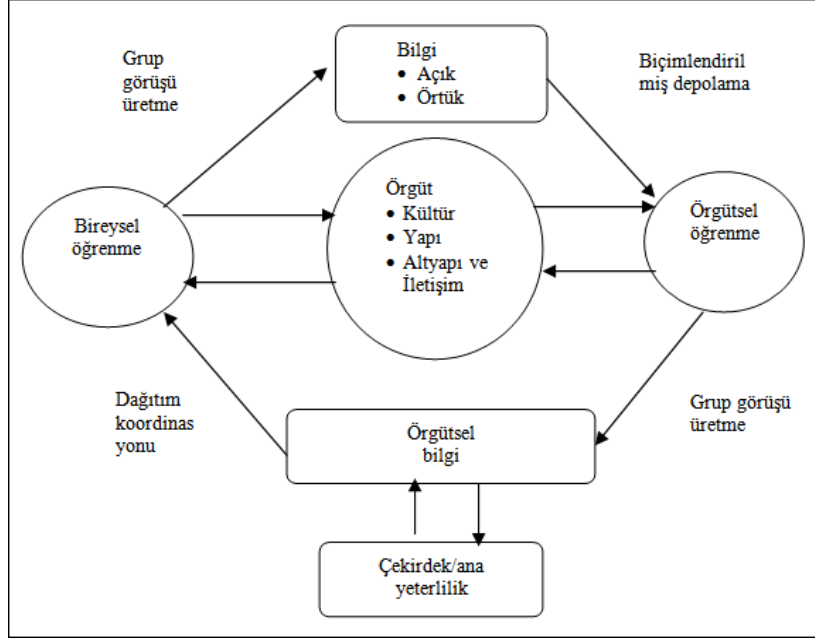 Grup
görüşü
üretme
Bilgi
• Açık
• Örtük
Biçimlendiril
miş depolama
Bireysel
öğrenme
Örgüt
• Kültür
• Yapı
• Altyapı ve
İletişim
Örgütsel
öğrenme
Dağıtım
koordinas
yonu
Örgütsel
bilgi
Grup görüşü
üretme
Çekirdek/ana
yeterlilik